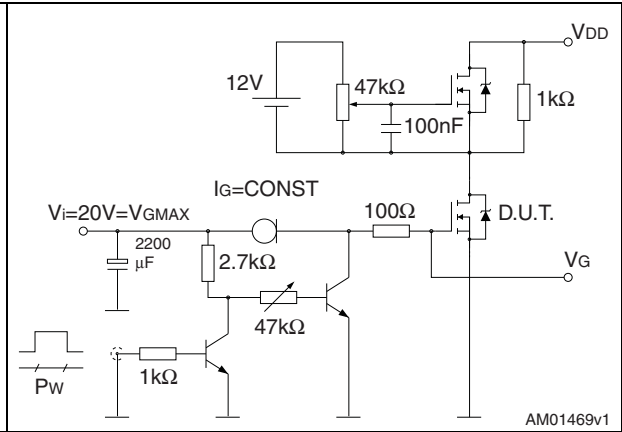 VDD
12V
47kΩ
1kΩ
100nF
IG=CONST
Vi=20V=VGMAX
100Ω
D.U.T.
2200
μF
2.7kΩ
VG
47kΩ
1kΩ
PW
AM01469v1